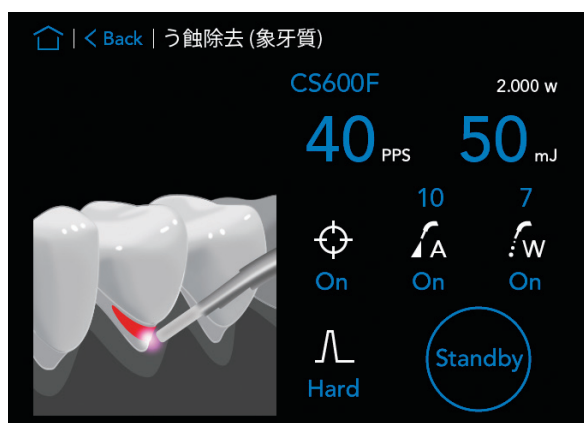 | < Back | う蝕除去 (象牙質)
CS600F 2.000 w
40 PPS 50 mJ
10 7
A W
On On On
Hard Standby